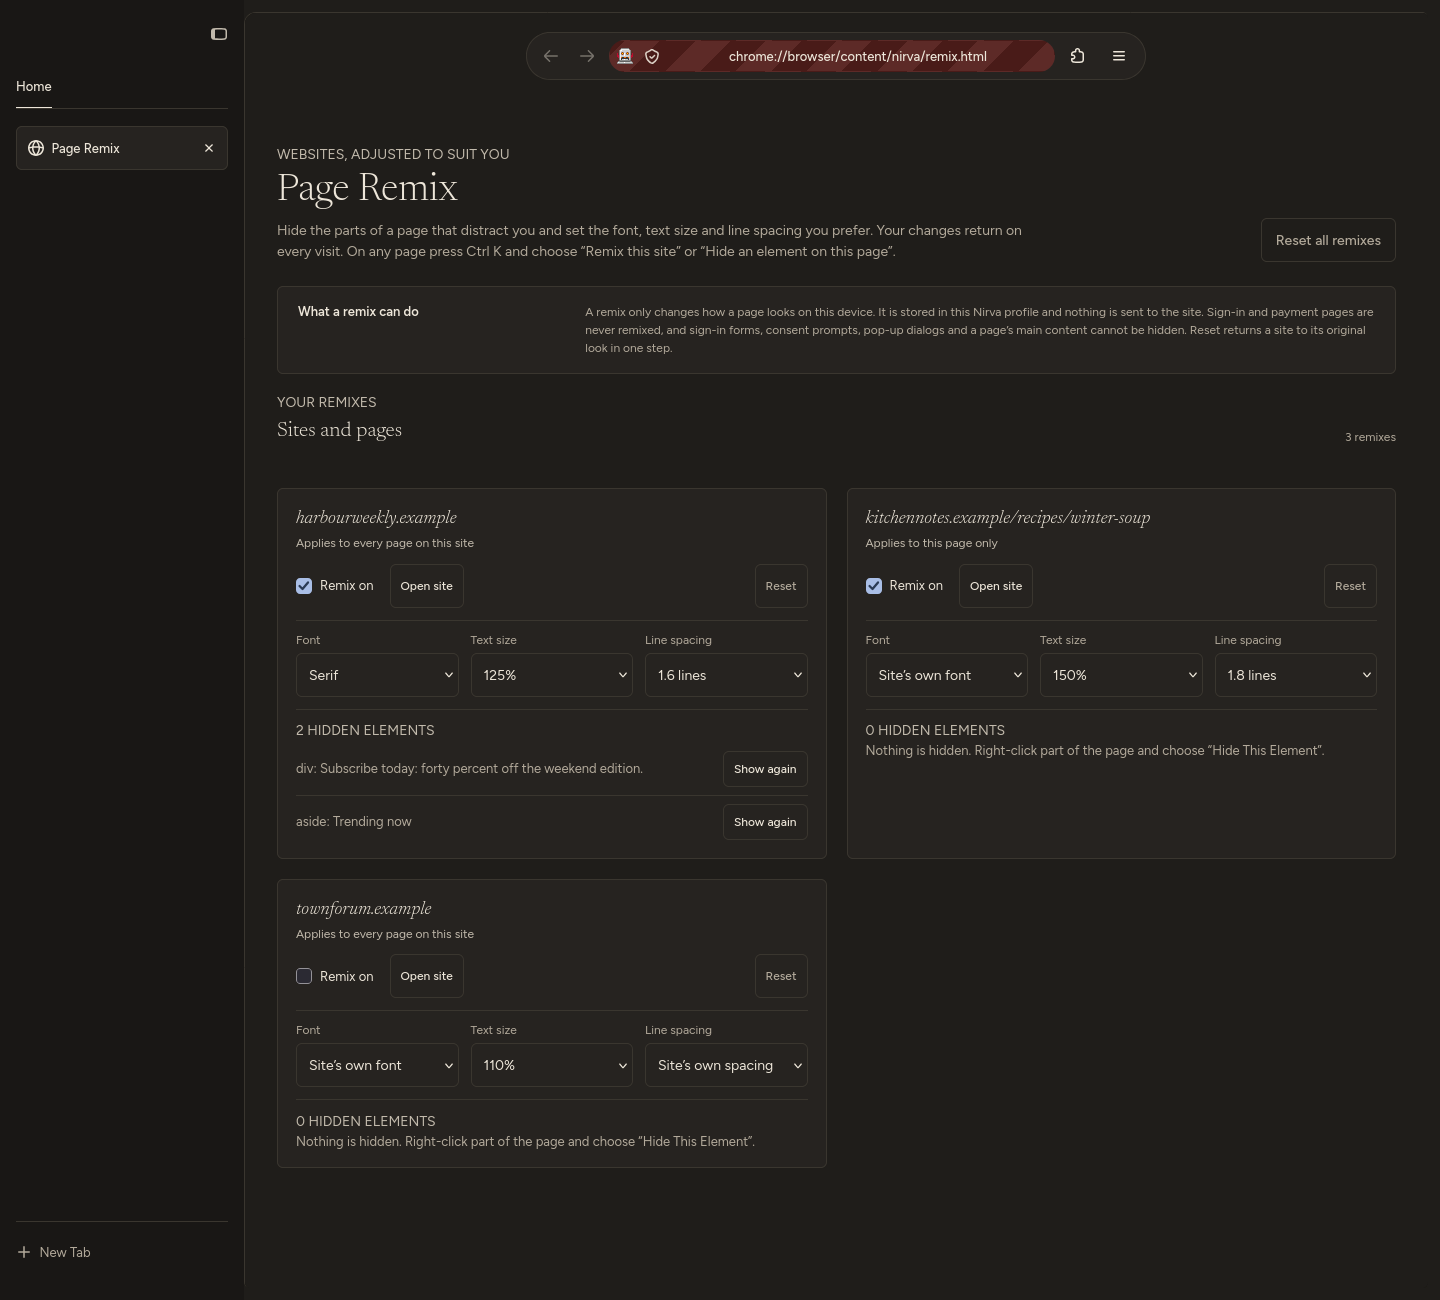 Home
Page Remix
New Tab
chrome://browser/content/nirva/remix.html
WEBSITES, ADJUSTED TO SUIT YOU
Page Remix
Hide the parts of a page that distract you and set the font, text size and line spacing you prefer. Your changes return on
every visit. On any page press Ctrl K and choose “Remix this site” or “Hide an element on this page”.
Reset all remixes
What a remix can do
A remix only changes how a page looks on this device. It is stored in this Nirva profile and nothing is sent to the site. Sign-in and payment pages are
never remixed, and sign-in forms, consent prompts, pop-up dialogs and a page’s main content cannot be hidden. Reset returns a site to its original
look in one step.
YOUR REMIXES
Sites and pages
3 remixes
harbourweekly.example
Applies to every page on this site
Remix on
Open site
Reset
Font
Text size
Line spacing
Serif
125%
1.6 lines
2 HIDDEN ELEMENTS
div: Subscribe today: forty percent off the weekend edition.
Show again
aside: Trending now
Show again
kitchennotes.example/recipes/winter-soup
Applies to this page only
Remix on
Open site
Reset
Font
Text size
Line spacing
Site’s own font
150%
1.8 lines
0 HIDDEN ELEMENTS
Nothing is hidden. Right-click part of the page and choose “Hide This Element”.
townforum.example
Applies to every page on this site
Remix on
Open site
Reset
Font
Text size
Line spacing
Site’s own font
110%
Site’s own spacing
0 HIDDEN ELEMENTS
Nothing is hidden. Right-click part of the page and choose “Hide This Element”.